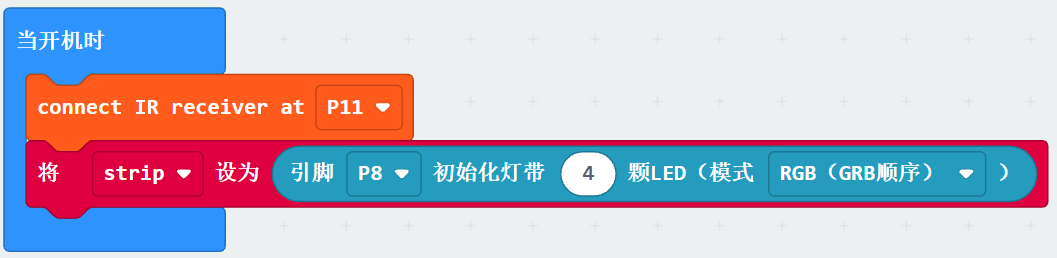 当开机时
connect IR receiver at P11
将 strip 设为 引脚 P8 初始化灯带 4 颗LED（模式 RGB（GRB顺序） ）